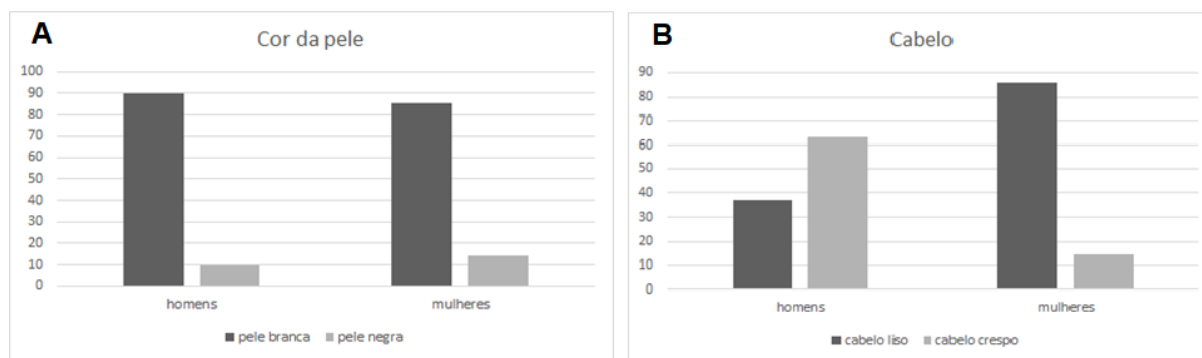 A
Cor da pele
100
90
80
70
60
50
40
30
20
10
0
homens
mulheres
pele branca
pele negra
B
Cabelo
90
80
70
60
50
40
30
20
10
0
homens
mulheres
cabelo liso
cabelo crespo